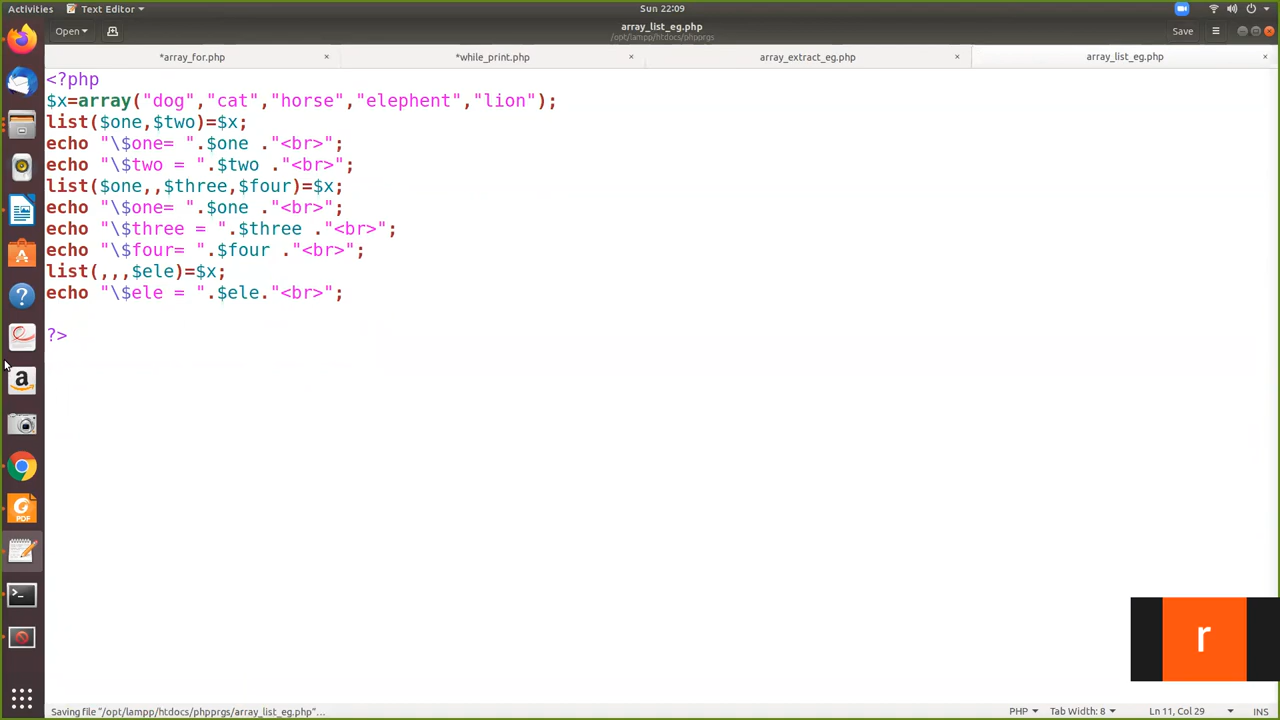 Activities
Text Editor
Sun 22:09
Open
array_list_eg.php
/opt/lampp/htdocs/phpprgs
Save
*array_for.php
*while_print.php
array_extract_eg.php
array_list_eg.php
<?php
$x=array("dog","cat","horse","elephent","lion");
list($one,$two)=$x;
echo "\$one= ".$one ."<br>";
echo "\$two = ".$two ."<br>";
list($one,,$three,$four)=$x;
echo "\$one= ".$one ."<br>";
echo "\$three = ".$three ."<br>";
echo "\$four= ".$four ."<br>";
list(,,,$ele)=$x;
echo "\$ele = ".$ele."<br>";
?>
a
PDF
r
Saving file "/opt/lampp/htdocs/phpprgs/array_list_eg.php"…
PHP
Tab Width: 8
Ln 11, Col 29
INS